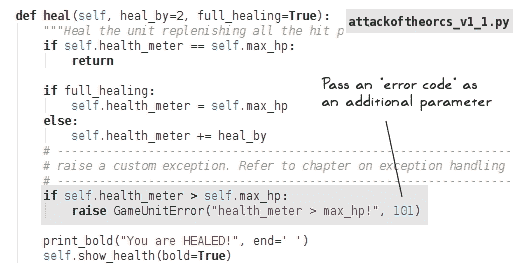 def heal(self, heal_by=2, full_healing=True):
attackoftheorcs_v1_1.py
"""Heal the unit replenishing all the hit p
if self.health_meter == self.max_hp:
return
if full_healing:
self.health_meter = self.max_hp
else:
self.health_meter += heal_by
Pass an "error code" as
an additional parameter
# ------------------------------------------------------------
# raise a custom exception. Refer to chapter on exception handling
# ------------------------------------------------------------
if self.health_meter > self.max_hp:
raise GameUnitError("health_meter > max_hp!", 101)
print_bold("You are HEALED!", end=' ')
self.show_health(bold=True)